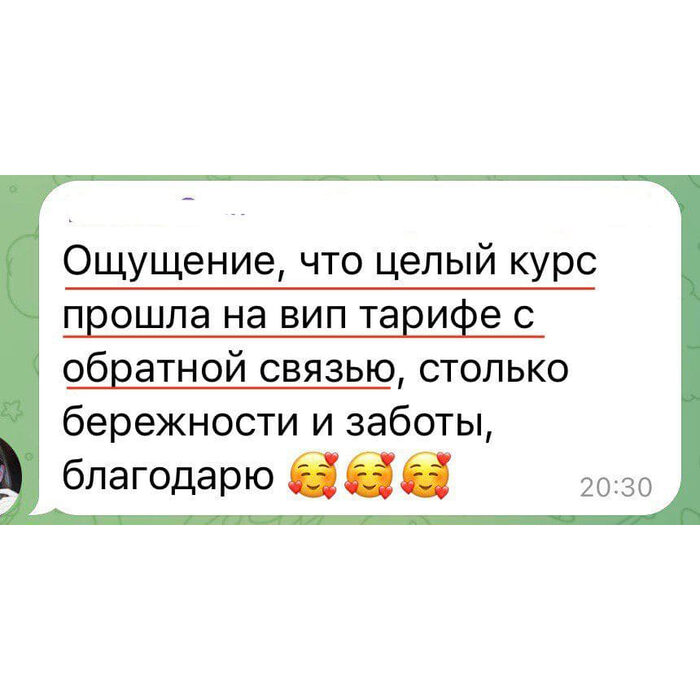 Ощущение, что целый курс
прошла на вип тарифе с
обратной связью, столько
бережности и заботы,
благодарю 🥰🥰🥰
20:30